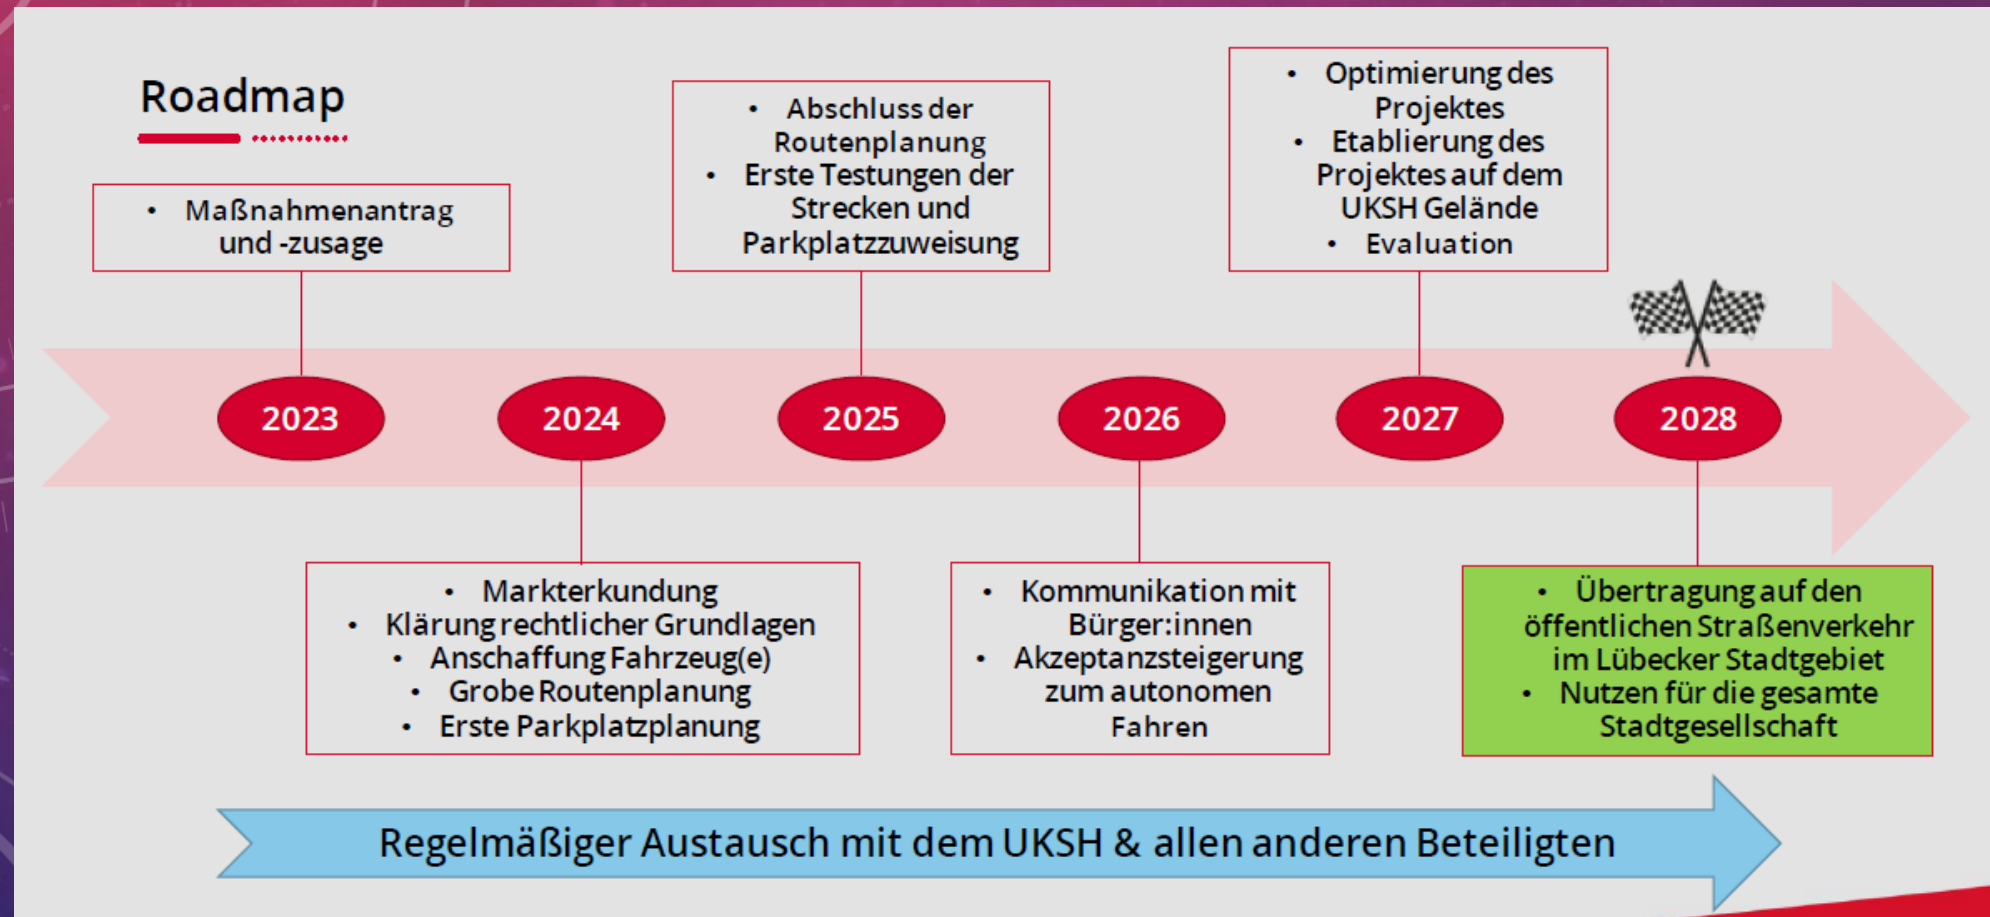 Roadmap
• Maßnahmenantrag
und -zusage
• Abschluss der
Routenplanung
• Erste Testungen der
Strecken und
Parkplatzzuweisung
• Optimierung des
Projektes
• Etablierung des
Projektes auf dem
UKSH Gelände
• Evaluation
2023
2024
2025
2026
2027
2028
• Markterkundung
• Klärung rechtlicher Grundlagen
• Anschaffung Fahrzeug(e)
• Grobe Routenplanung
• Erste Parkplatzplanung
• Kommunikation mit
Bürger:innen
• Akzeptanzsteigerung
zum autonomen
Fahren
• Übertragung auf den
öffentlichen Straßenverkehr
im Lübecker Stadtgebiet
• Nutzen für die gesamte
Stadtgesellschaft
Regelmäßiger Austausch mit dem UKSH & allen anderen Beteiligten